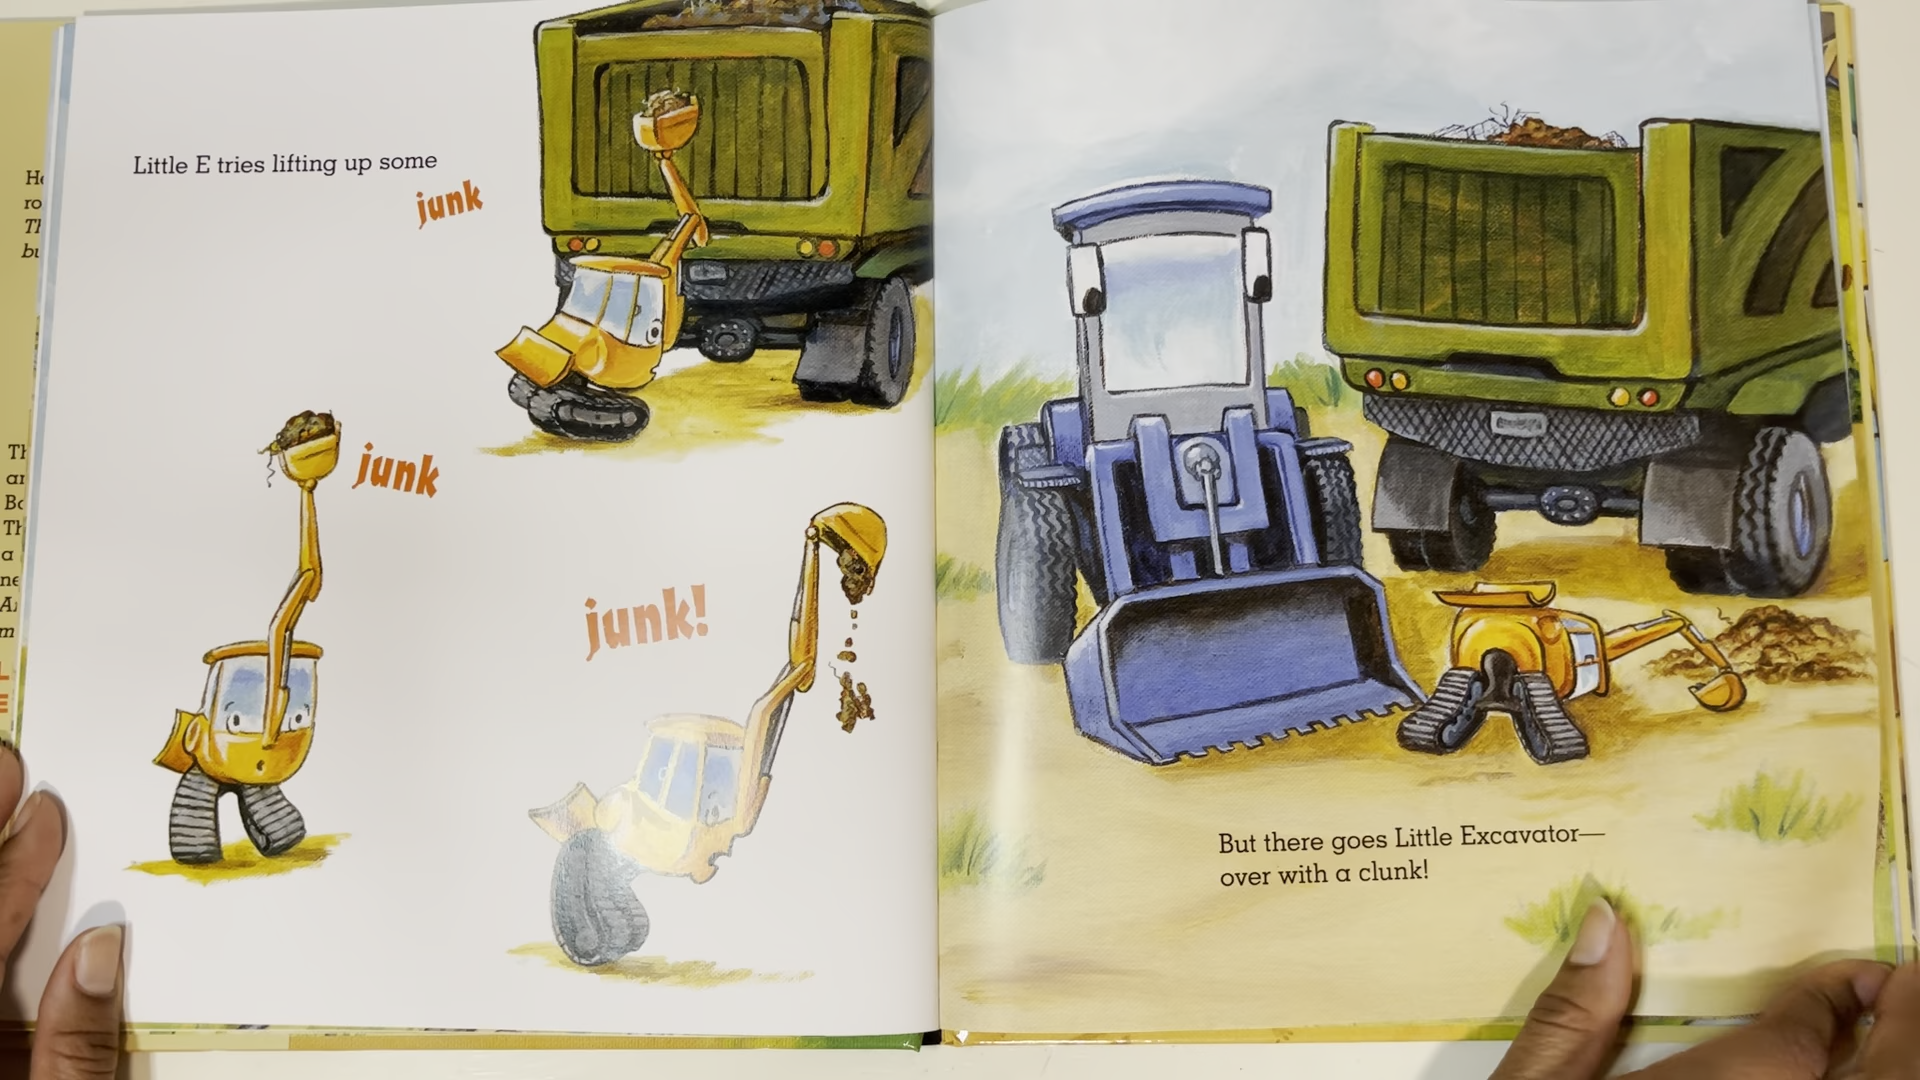 Little E tries lifting up some
junk
junk
junk!
But there goes Little Excavator—
over with a clunk!